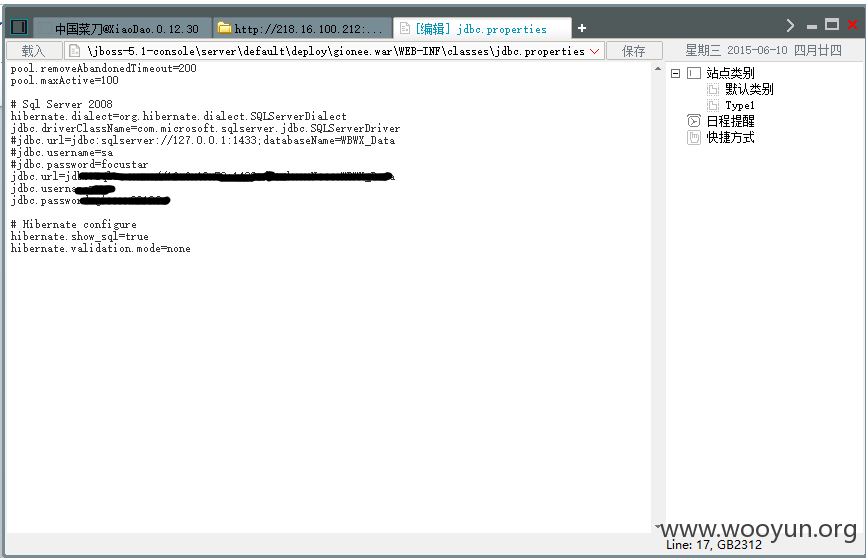 中国菜刀@XiaoDao.0.12.30
http://218.16.100.212:...
[编辑] jdbc.properties
载入
\jboss-5.1-console\server\default\deploy\gionee.war\WEB-INF\classes\jdbc.properties
保存
星期三 2015-06-10 四月廿四
pool.removeAbandonedTimeout=200
pool.maxActive=100
# Sql Server 2008
hibernate.dialect=org.hibernate.dialect.SQLServerDialect
jdbc.driverClassName=com.microsoft.sqlserver.jdbc.SQLServerDriver
#jdbc.url=jdbc:sqlserver://127.0.0.1:1433;databaseName=WBWX_Data
#jdbc.username=sa
#jdbc.password=focustar
jdbc.url=jd
jdbc.userna
jdbc.passwo
# Hibernate configure
hibernate.show_sql=true
hibernate.validation.mode=none
站点类别
默认类别
Type1
日程提醒
快捷方式
www.wooyun.org
Line: 17, GB2312